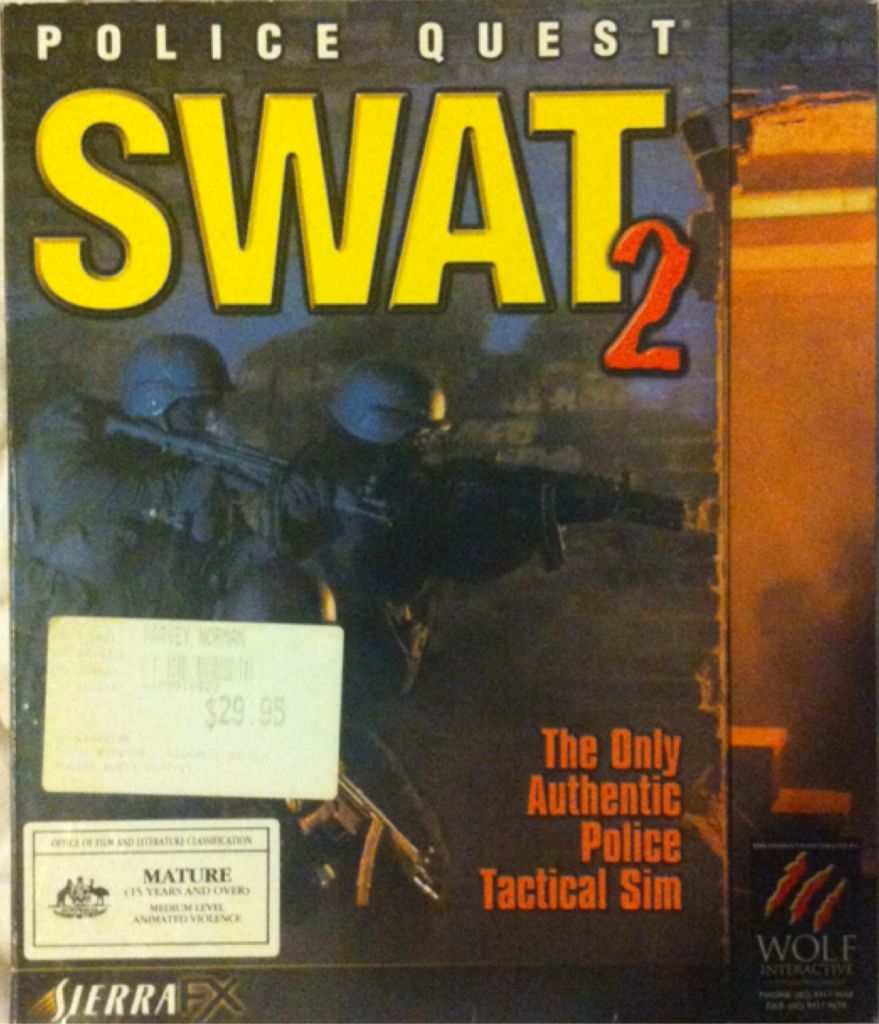 POLICE QUEST
SWAT
2
HARVEY NORMAN
$29.95
The Only
Authentic
Police
Tactical Sim
OFFICE OF FILM AND LITERATURE CLASSIFICATION
MATURE
(15 YEARS AND OVER)
MEDIUM LEVEL
ANIMATED VIOLENCE
SIERRA FX
WOLF
INTERACTIVE